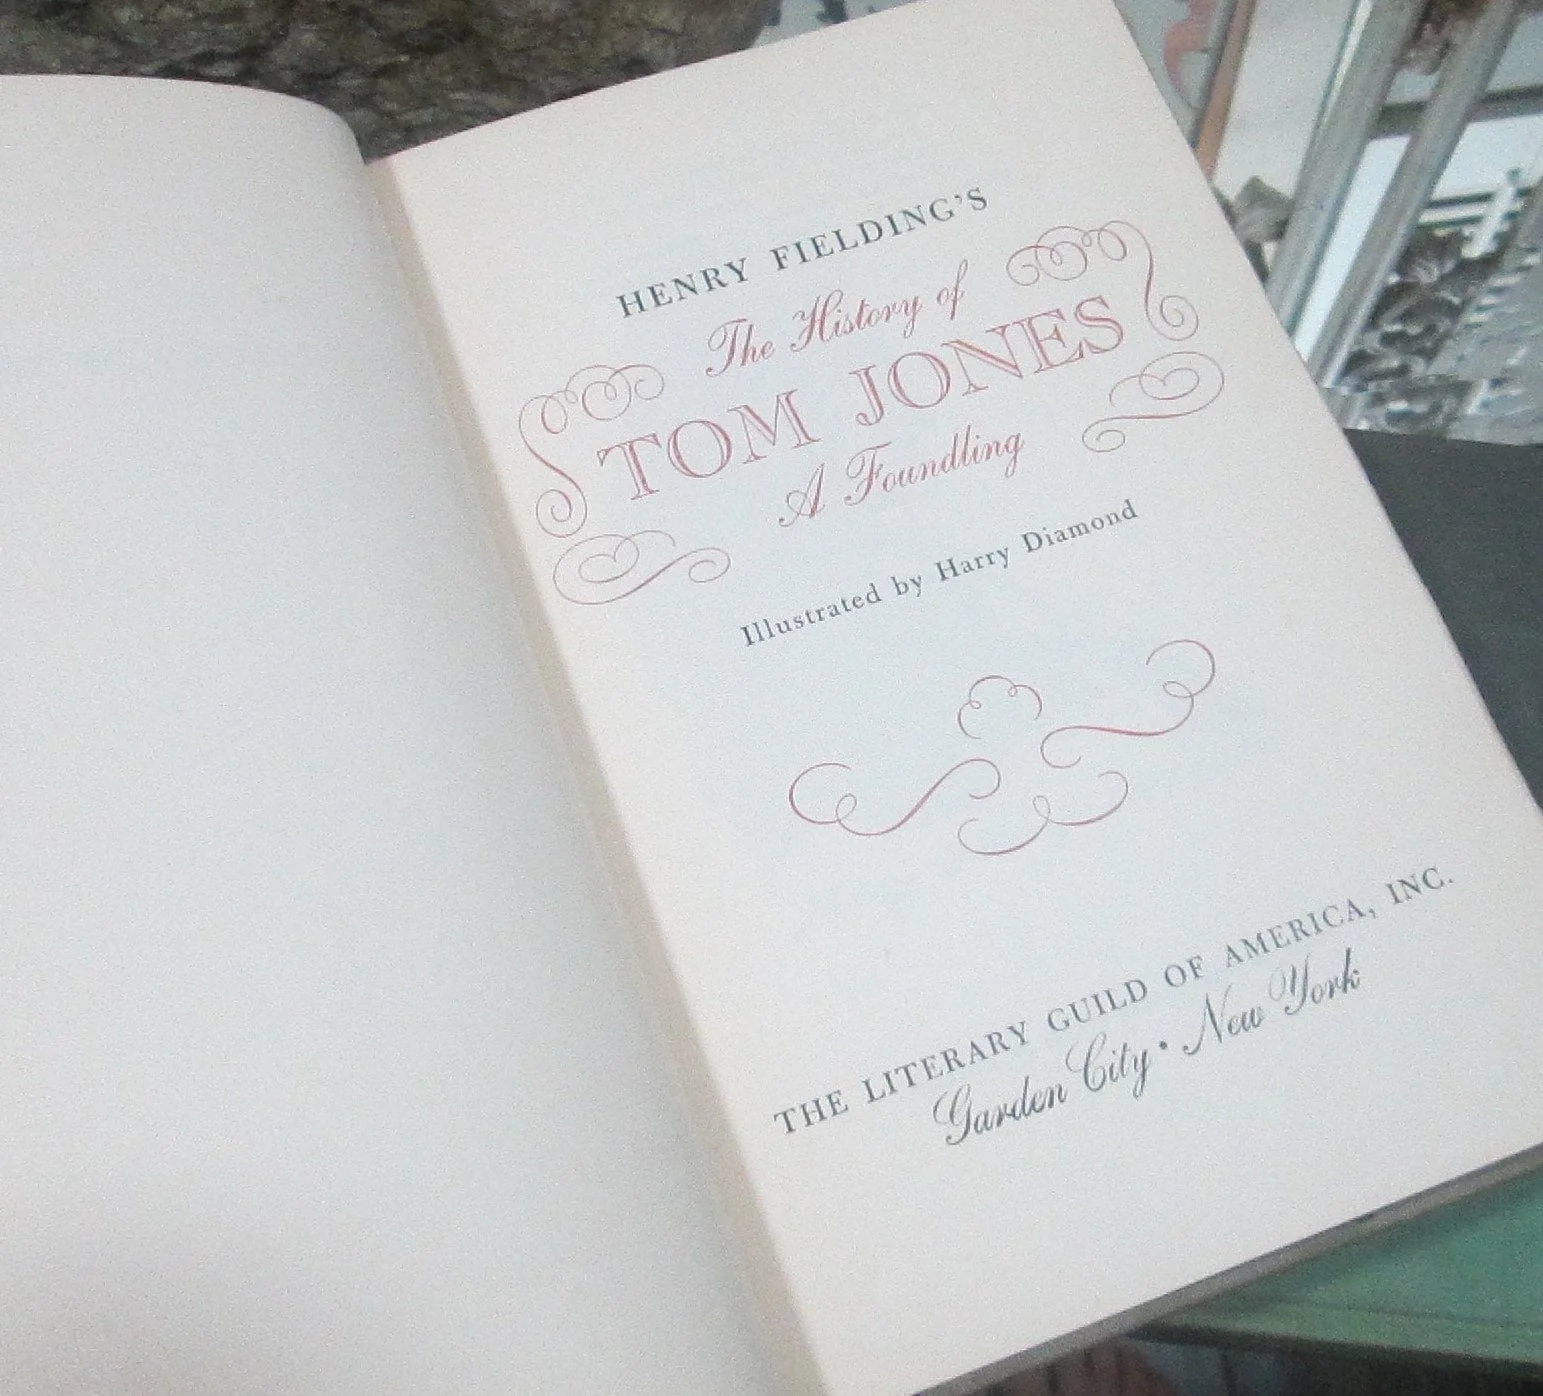 HENRY FIELDING'S
The History of
TOM JONES
A Foundling
Illustrated by Harry Diamond
THE LITERARY GUILD OF AMERICA, INC.
Garden City • New York